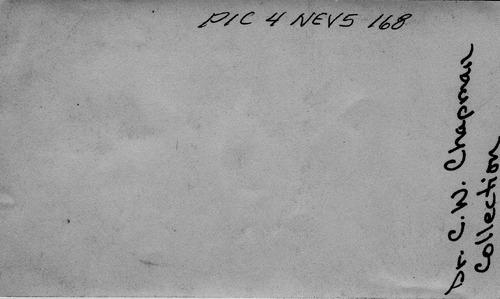 PIC 4 NEVS 168
Dr. C. W. Chapman
Collection